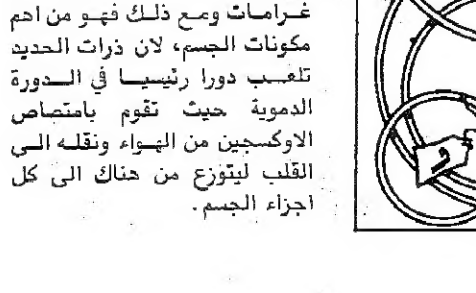 غرامات ومع ذلك فهو من اهم
مكونات الجسم، لان ذرات الحديد
تلعب دورا رئيسيا في الدورة
الدموية حيث تقوم بامتصاص
الاوكسجين من الهواء ونقله الى
القلب ليتوزع من هناك الى كل
اجزاء الجسم.